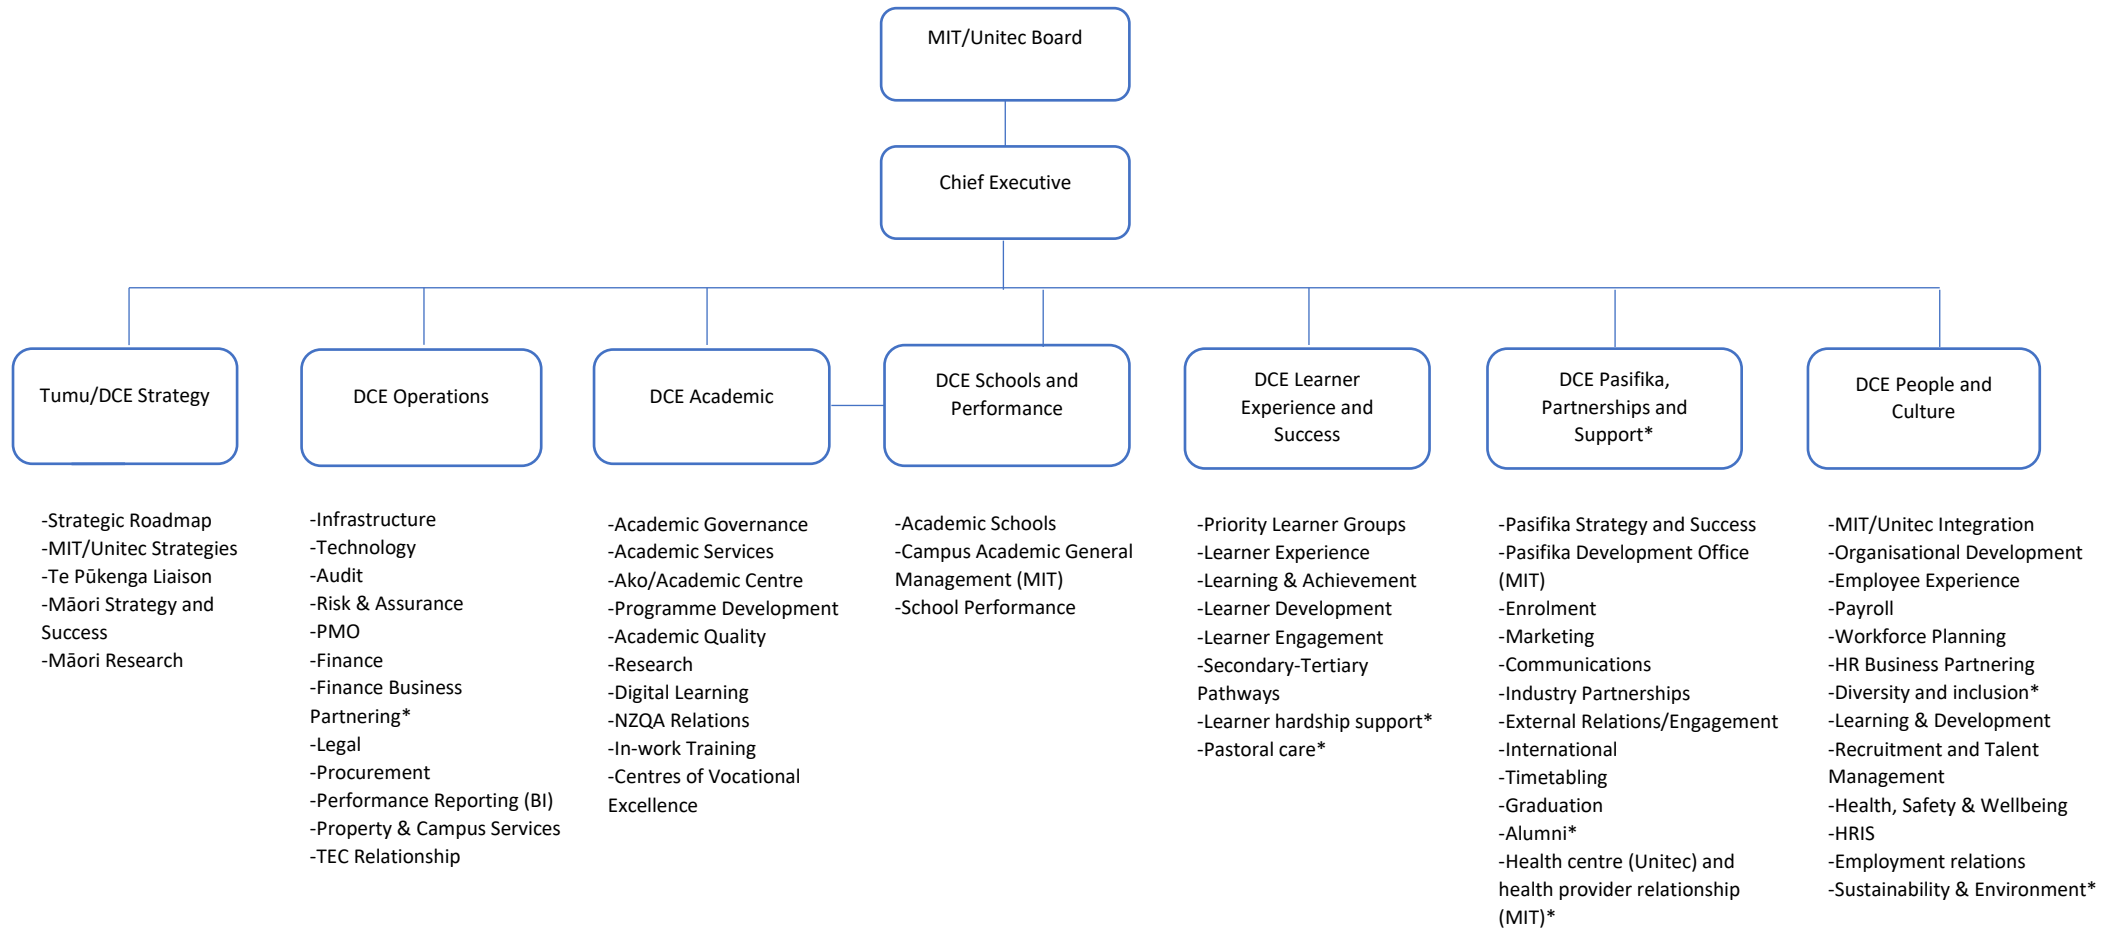 MIT/Unitec Board
Chief Executive
Tumu/DCE Strategy
DCE Operations
DCE Academic
DCE Schools and
Performance
DCE Learner
Experience and
Success
DCE Pasifika,
Partnerships and
Support*
DCE People and
Culture
-Strategic Roadmap
-MIT/Unitec Strategies
-Te Pūkenga Liaison
-Māori Strategy and
Success
-Māori Research
-Infrastructure
-Technology
-Audit
-Risk & Assurance
-PMO
-Finance
-Finance Business
Partnering*
-Legal
-Procurement
-Performance Reporting (BI)
-Property & Campus Services
-TEC Relationship
-Academic Governance
-Academic Services
-Ako/Academic Centre
-Programme Development
-Academic Quality
-Research
-Digital Learning
-NZQA Relations
-In-work Training
-Centres of Vocational
Excellence
-Academic Schools
-Campus Academic General
Management (MIT)
-School Performance
-Priority Learner Groups
-Learner Experience
-Learning & Achievement
-Learner Development
-Learner Engagement
-Secondary-Tertiary
Pathways
-Learner hardship support*
-Pastoral care*
-Pasifika Strategy and Success
-Pasifika Development Office
(MIT)
-Enrolment
-Marketing
-Communications
-Industry Partnerships
-External Relations/Engagement
-International
-Timetabling
-Graduation
-Alumni*
-Health centre (Unitec) and
health provider relationship
(MIT)*
-MIT/Unitec Integration
-Organisational Development
-Employee Experience
-Payroll
-Workforce Planning
-HR Business Partnering
-Diversity and inclusion*
-Learning & Development
-Recruitment and Talent
Management
-Health, Safety & Wellbeing
-HRIS
-Employment relations
-Sustainability & Environment*